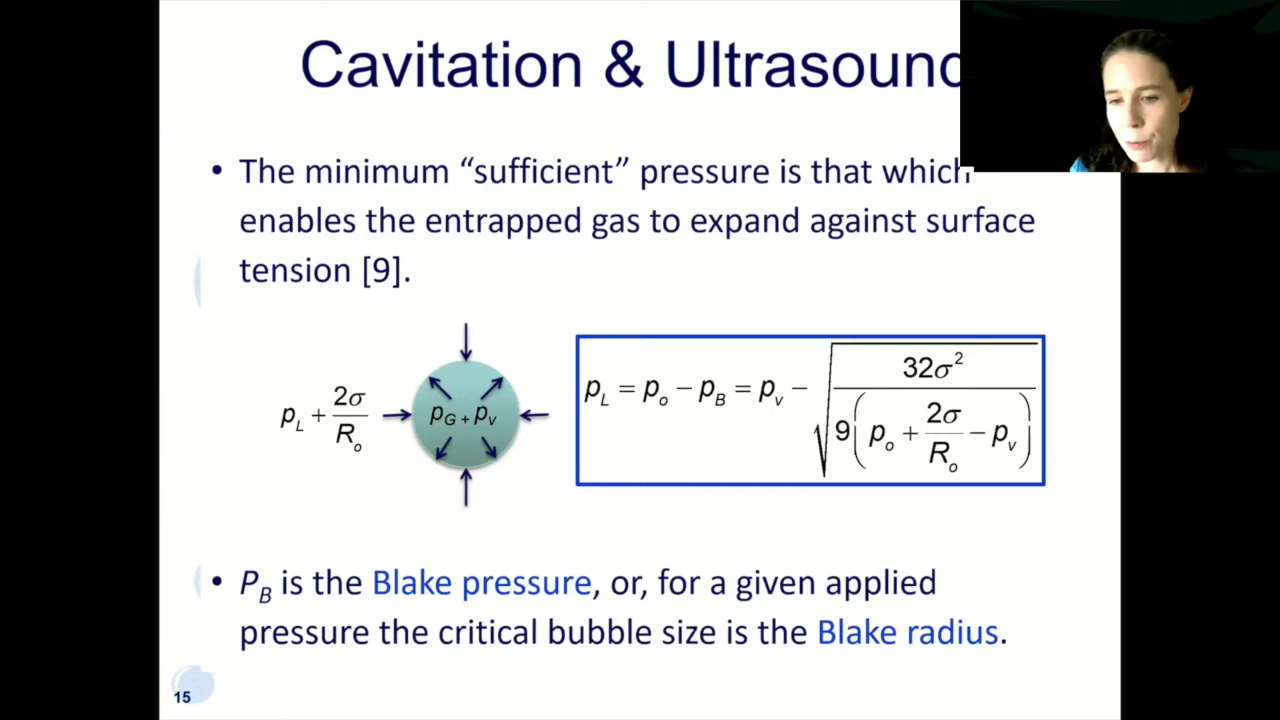 Cavitation & Ultrasound
• The minimum “sufficient” pressure is that which
enables the entrapped gas to expand against surface
tension [9].
p_L + 2σ/R_o
p_G + p_v
p_L = p_o − p_B = p_v − √(32σ²/9(p_o + 2σ/R_o − p_v))
• P_B is the Blake pressure, or, for a given applied
pressure the critical bubble size is the Blake radius.
15